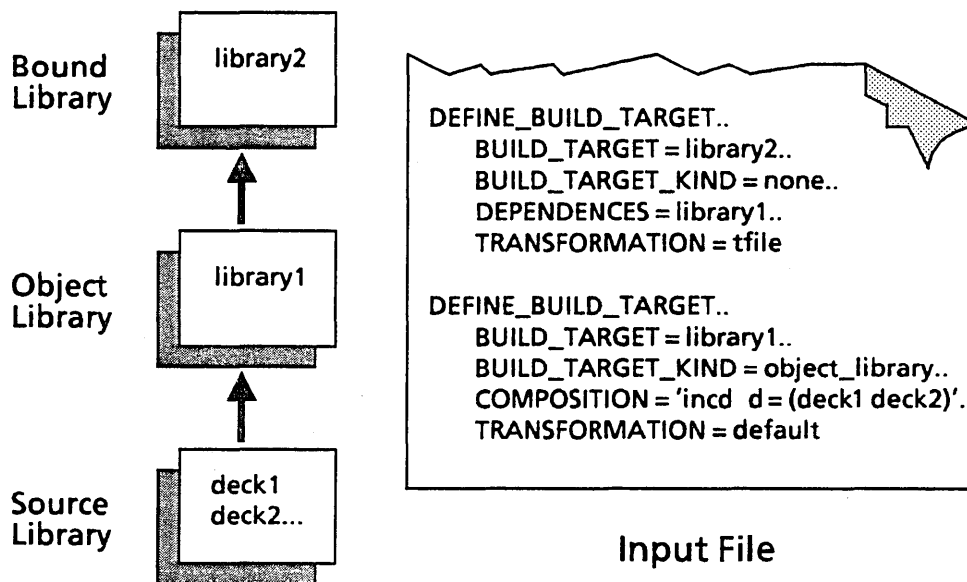 Bound
Library
library2
Object
Library
library1
Source
Library
deck1
deck2...
DEFINE_BUILD_TARGET..
BUILD_TARGET = library2..
BUILD_TARGET_KIND = none..
DEPENDENCES = library1..
TRANSFORMATION = tfile
DEFINE_BUILD_TARGET..
BUILD_TARGET = library1..
BUILD_TARGET_KIND = object_library..
COMPOSITION = 'incd d = (deck1 deck2)'.
TRANSFORMATION = default
Input File